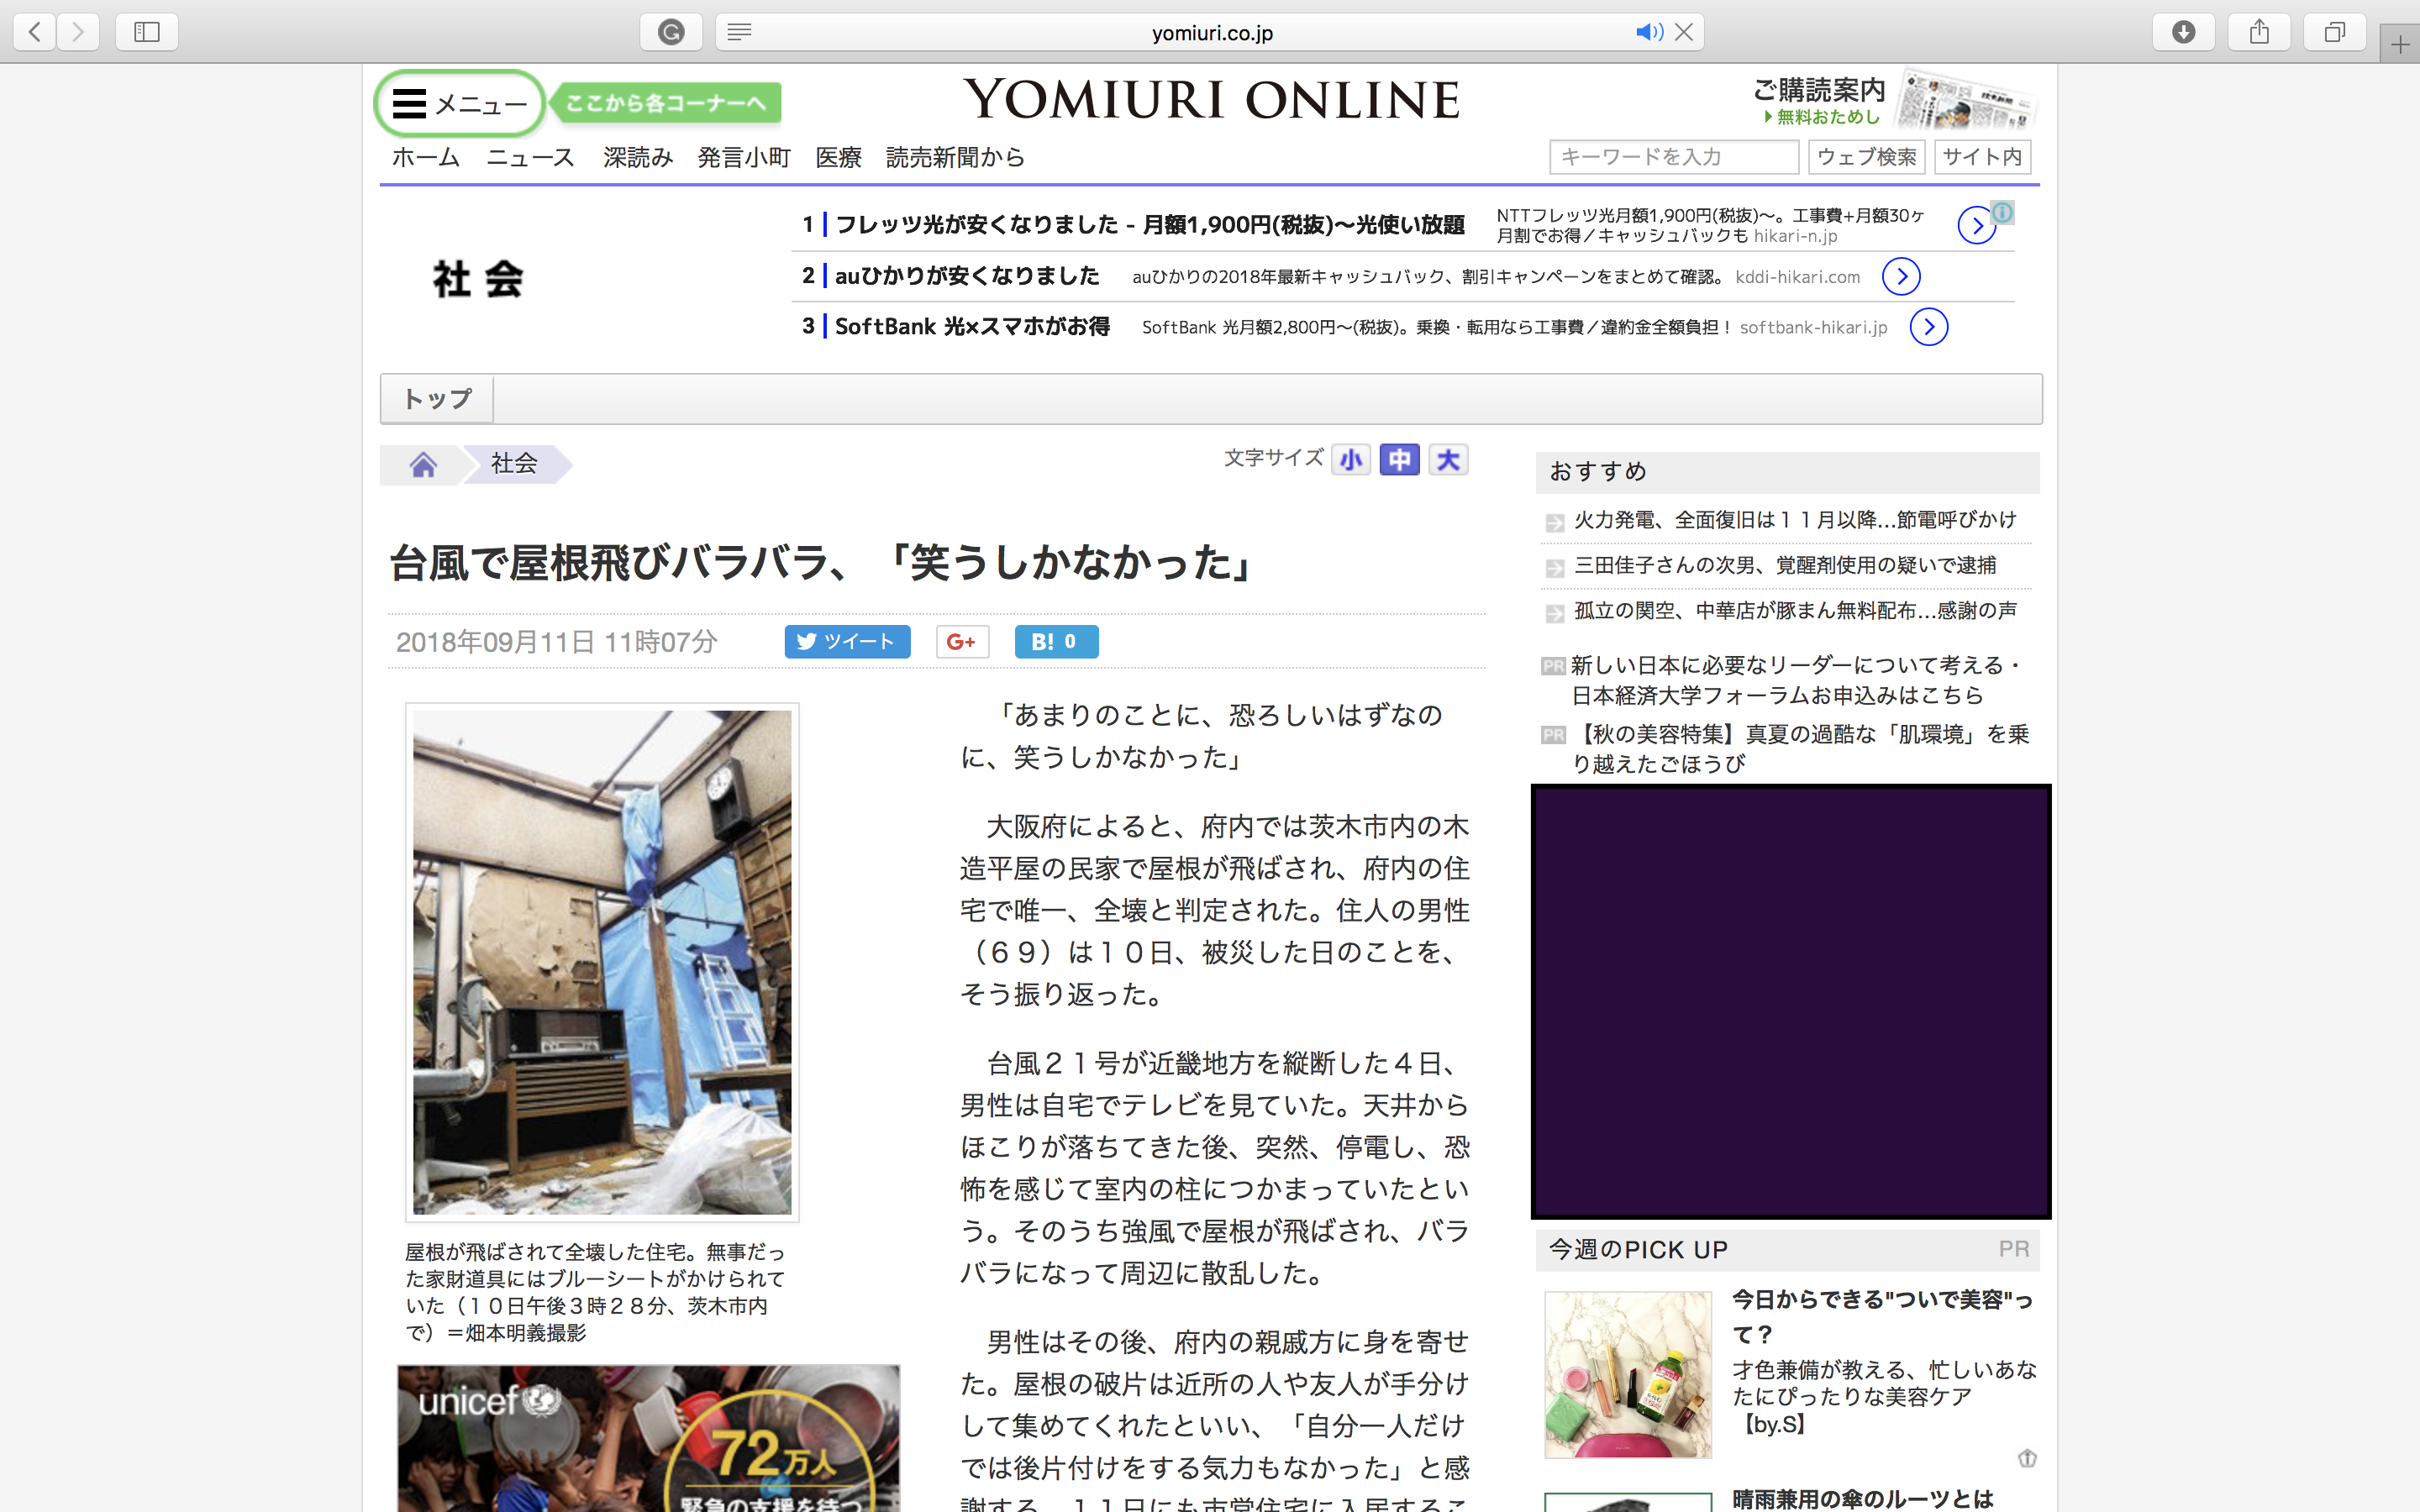 yomiuri.co.jp
メニュー
ここから各コーナーへ
YOMIURI ONLINE
ご購読案内
無料おためし
ホーム ニュース 深読み 発言小町 医療 読売新聞から
キーワードを入力 ウェブ検索 サイト内
社会
1 フレッツ光が安くなりました - 月額1,900円(税抜)〜光使い放題
NTTフレッツ光月額1,900円(税抜)〜。工事費+月額30ヶ
月割でお得／キャッシュバックも hikari-n.jp
2 auひかりが安くなりました auひかりの2018年最新キャッシュバック、割引キャンペーンをまとめて確認。 kddi-hikari.com
3 SoftBank 光×スマホがお得 SoftBank 光月額2,800円〜(税抜)。乗換・転用なら工事費／違約金全額負担！ softbank-hikari.jp
トップ
社会
文字サイズ 小 中 大
台風で屋根飛びバラバラ、「笑うしかなかった」
2018年09月11日 11時07分
ツイート G+ B! 0
屋根が飛ばされて全壊した住宅。無事だっ
た家財道具にはブルーシートがかけられて
いた（１０日午後３時２８分、茨木市内
で）＝畑本明義撮影
unicef
72万人
緊急の支援を待つ
「あまりのことに、恐ろしいはずなの
に、笑うしかなかった」
大阪府によると、府内では茨木市内の木
造平屋の民家で屋根が飛ばされ、府内の住
宅で唯一、全壊と判定された。住人の男性
（６９）は１０日、被災した日のことを、
そう振り返った。
台風２１号が近畿地方を縦断した４日、
男性は自宅でテレビを見ていた。天井から
ほこりが落ちてきた後、突然、停電し、恐
怖を感じて室内の柱につかまっていたとい
う。そのうち強風で屋根が飛ばされ、バラ
バラになって周辺に散乱した。
男性はその後、府内の親戚方に身を寄せ
た。屋根の破片は近所の人や友人が手分け
して集めてくれたといい、「自分一人だけ
では後片付けをする気力もなかった」と感
謝する。１１日にも市営住宅に入居するこ
おすすめ
火力発電、全面復旧は１１月以降…節電呼びかけ
三田佳子さんの次男、覚醒剤使用の疑いで逮捕
孤立の関空、中華店が豚まん無料配布…感謝の声
PR 新しい日本に必要なリーダーについて考える・
日本経済大学フォーラムお申込みはこちら
PR 【秋の美容特集】真夏の過酷な「肌環境」を乗
り越えたごほうび
今週のPICK UP PR
今日からできる"ついで美容"っ
て？
才色兼備が教える、忙しいあな
たにぴったりな美容ケア
【by.S】
晴雨兼用の傘のルーツとは